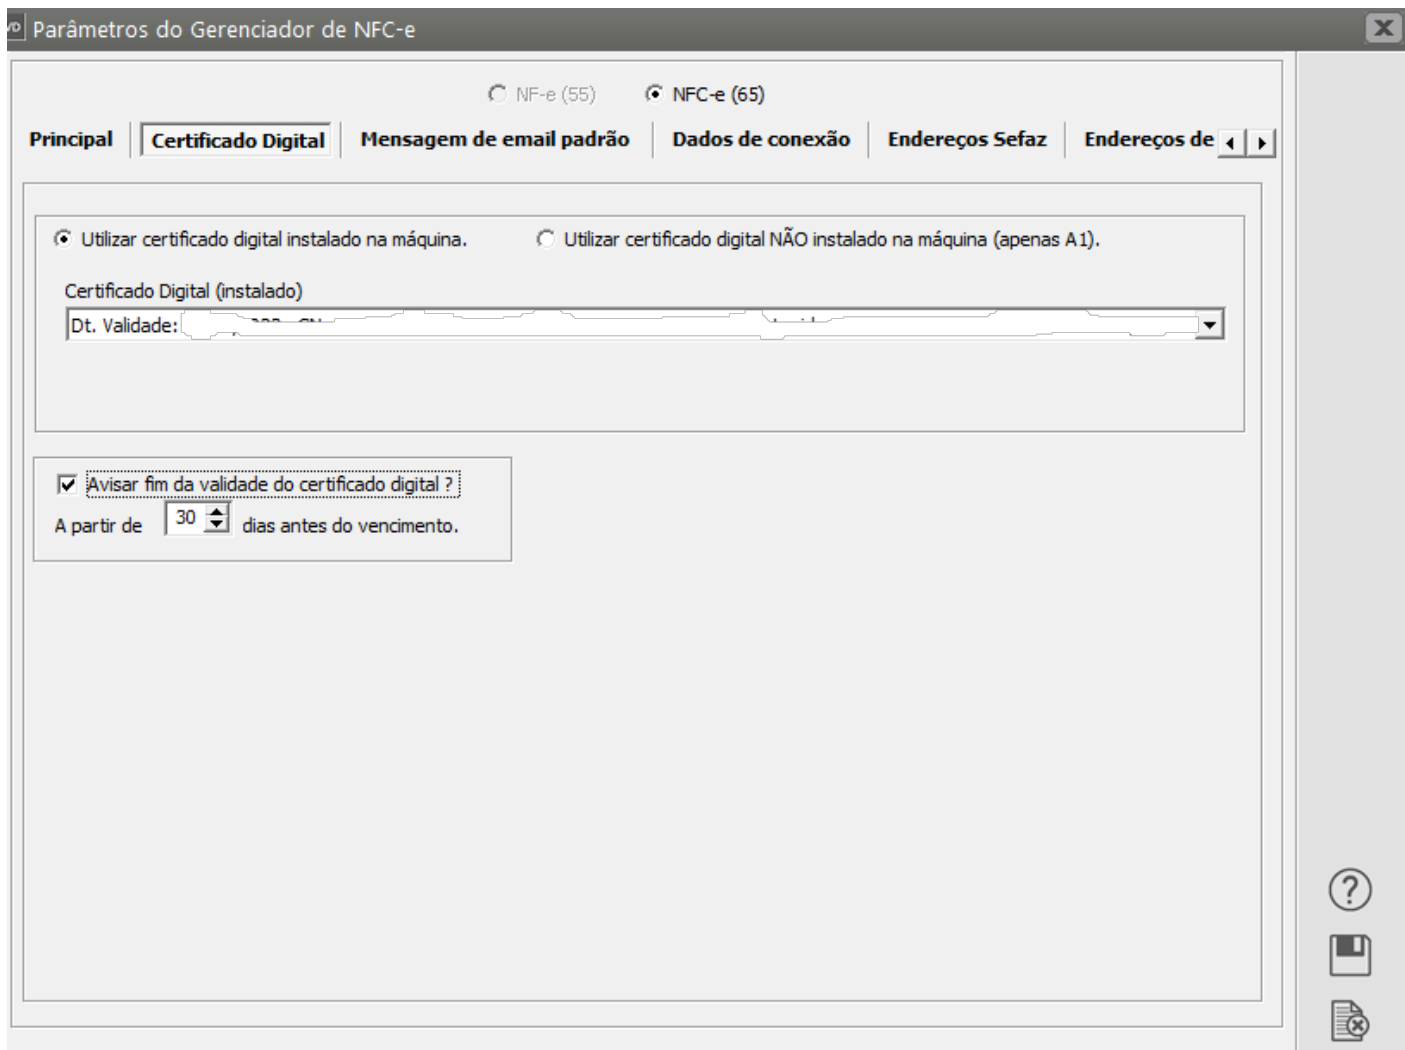 Parâmetros do Gerenciador de NFC-e
NF-e (55) NFC-e (65)
Principal Certificado Digital Mensagem de email padrão Dados de conexão Endereços Sefaz Endereços de
Utilizar certificado digital instalado na máquina. Utilizar certificado digital NÃO instalado na máquina (apenas A1).
Certificado Digital (instalado)
Dt. Validade:
Avisar fim da validade do certificado digital ?
A partir de 30 dias antes do vencimento.